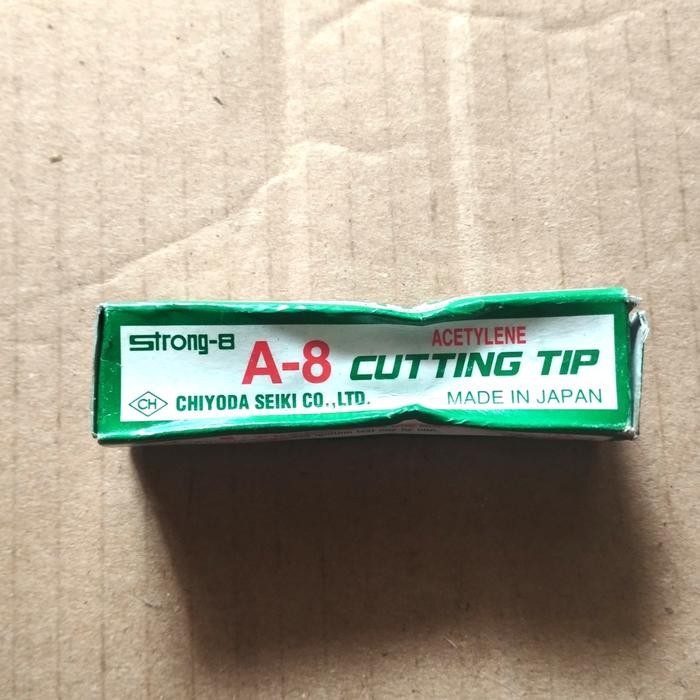 Strong-8
A-8
ACETYLENE
CUTTING TIP
CH
CHIYODA SEIKI CO.,LTD.
MADE IN JAPAN